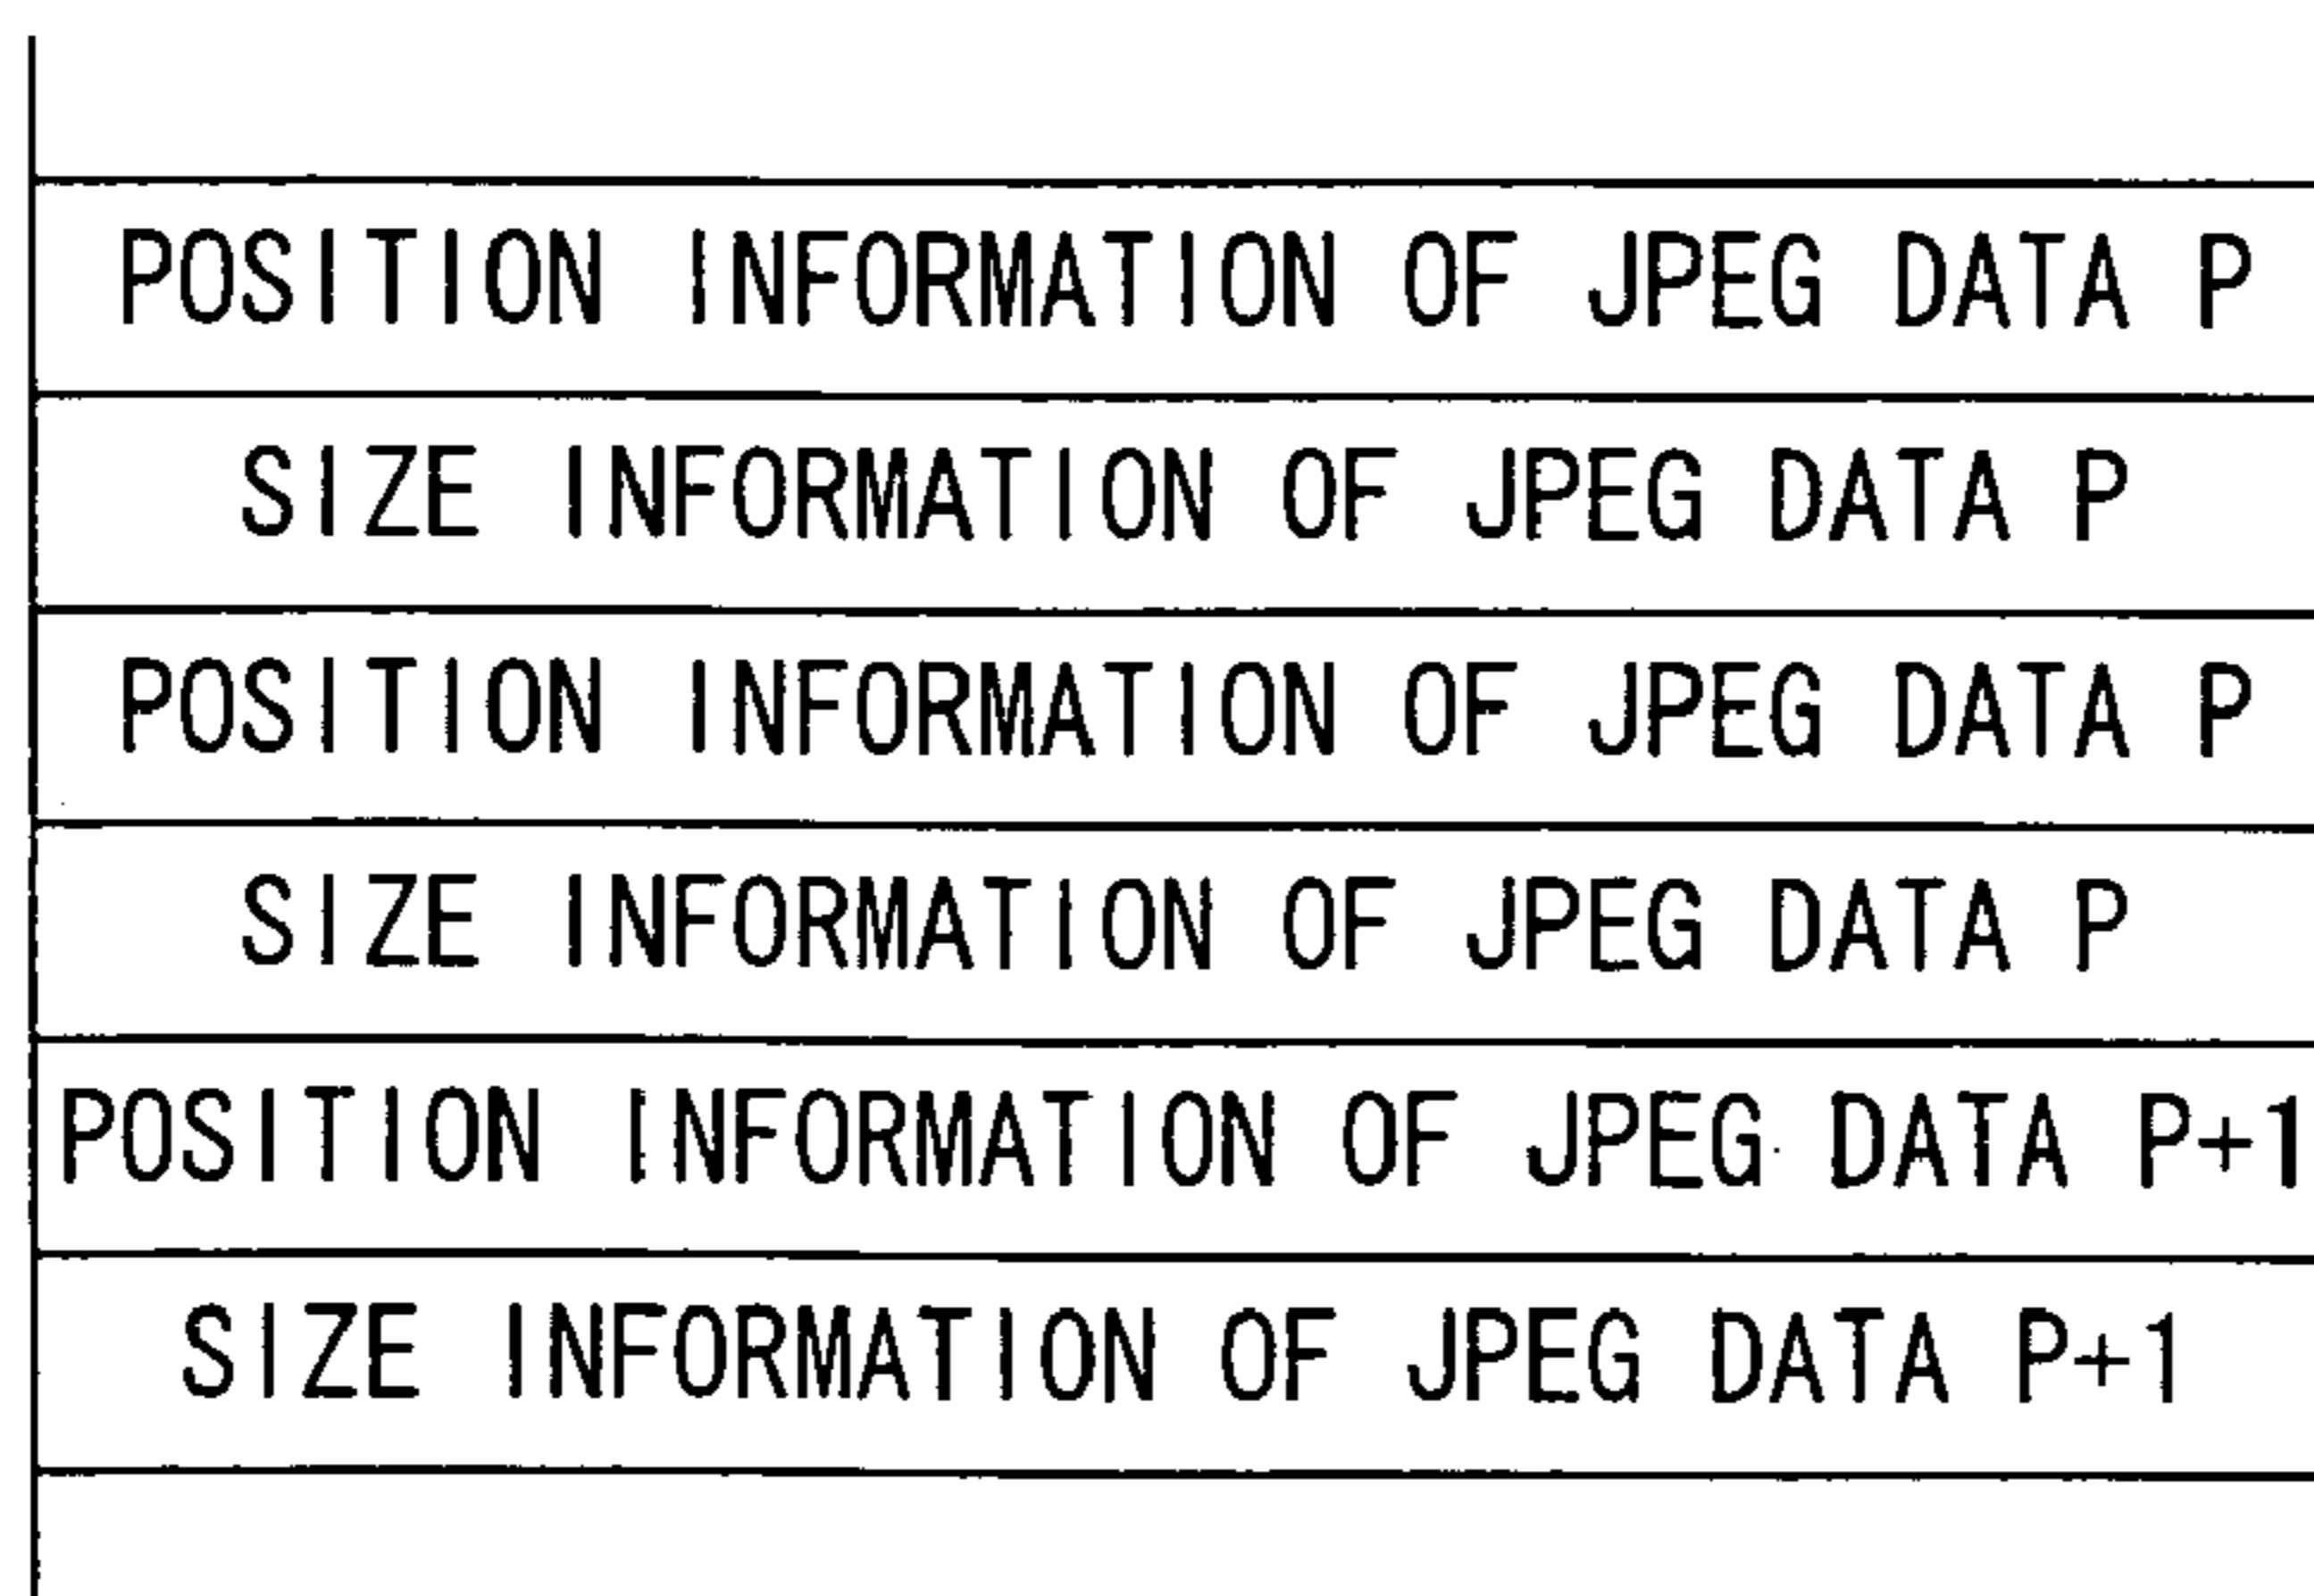 POSITION INFORMATION OF JPEG DATA P
SIZE INFORMATION OF JPEG DATA P
POSITION INFORMATION OF JPEG DATA P
SIZE INFORMATION OF JPEG DATA P
POSITION INFORMATION OF JPEG DATA P+1
SIZE INFORMATION OF JPEG DATA P+1